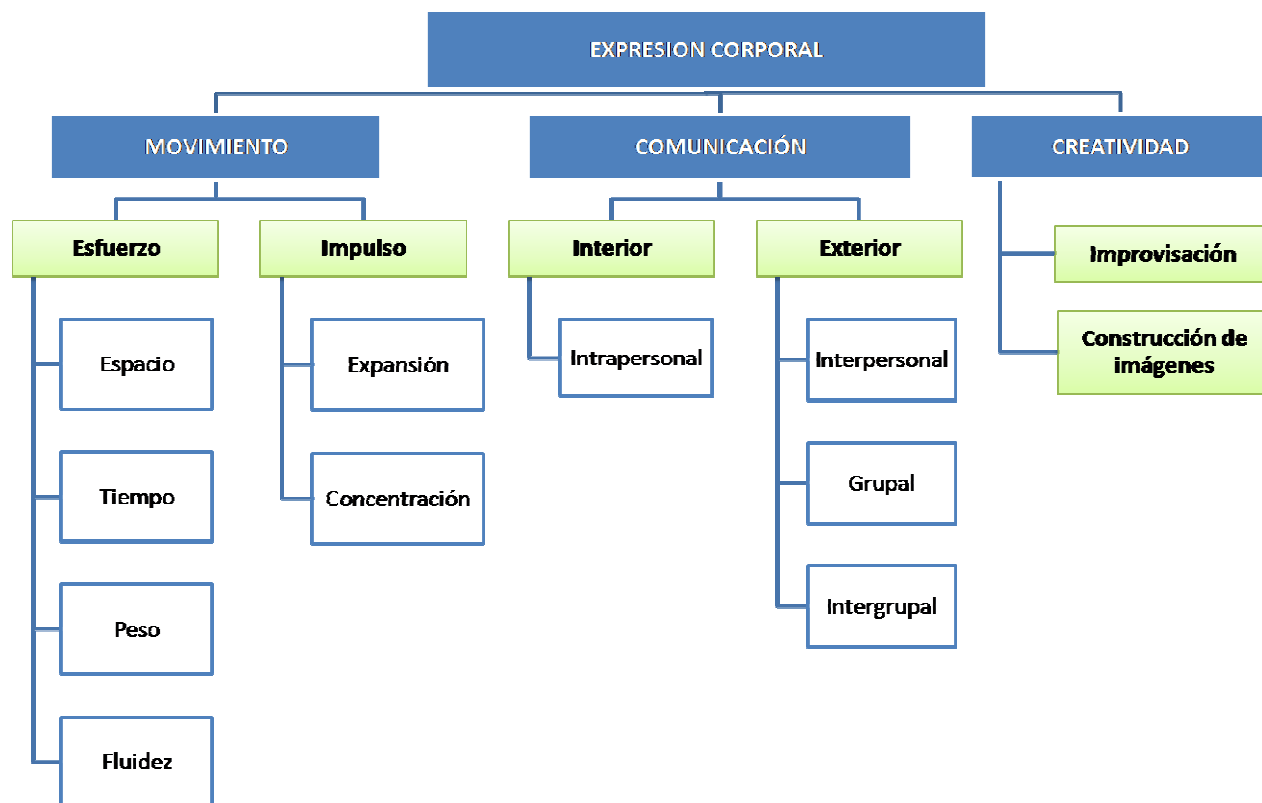 EXPRESION CORPORAL
MOVIMIENTO
COMUNICACIÓN
CREATIVIDAD
Esfuerzo
Impulso
Interior
Exterior
Improvisación
Espacio
Expansión
Intrapersonal
Interpersonal
Construcción de
imágenes
Tiempo
Concentración
Grupal
Peso
Intergrupal
Fluidez